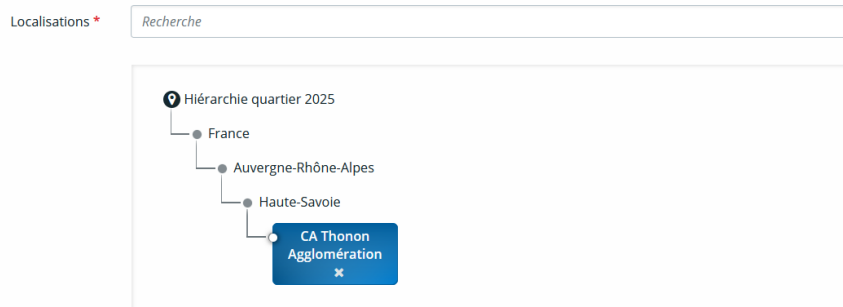 Localisations *
Recherche
Hiérarchie quartier 2025
France
Auvergne-Rhône-Alpes
Haute-Savoie
CA Thonon
Agglomération